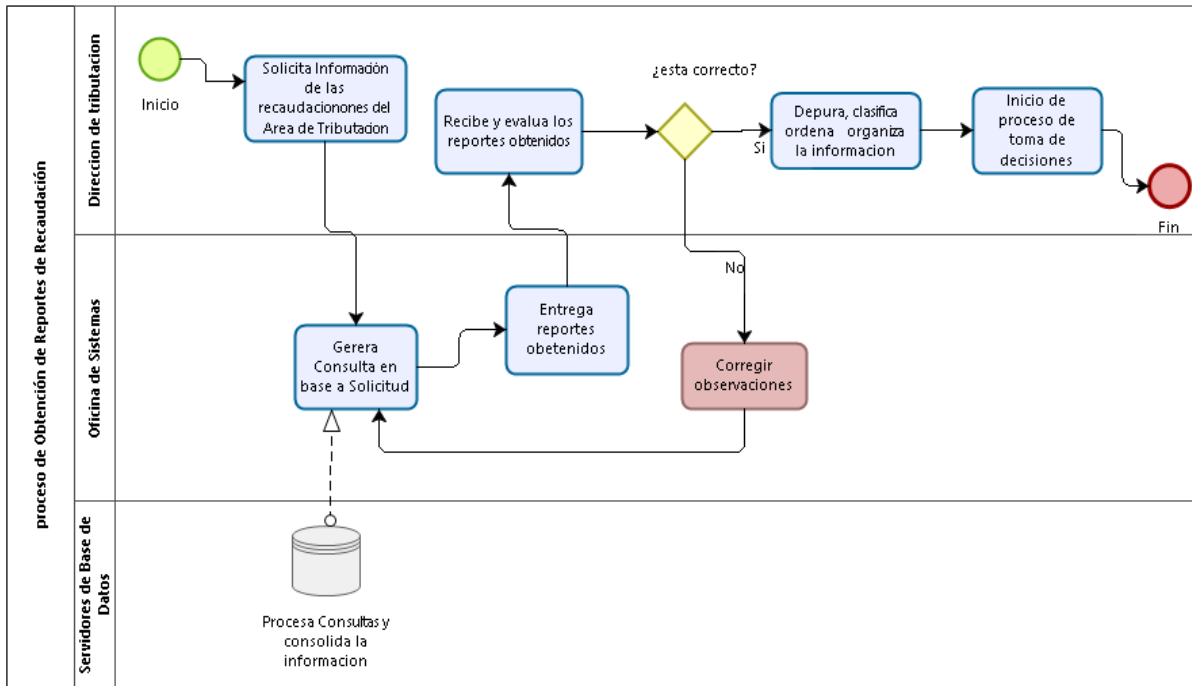 proceso de Obtención de Reportes de Recaudación
Direccion de tributacion
Inicio
Solicita Información
de las
recaudacionones del
Area de Tributacion
Recibe y evalua los
reportes obtenidos
¿esta correcto?
Si
Depura, clasifica
ordena organiza
la informacion
Inicio de
proceso de
toma de
decisiones
Fin
Oficina de Sistemas
No
Gerera
Consulta en
base a Solicitud
Entrega
reportes
obetenidos
Corregir
observaciones
Servidores de Base de
Datos
Procesa Consultas y
consolida la
informacion